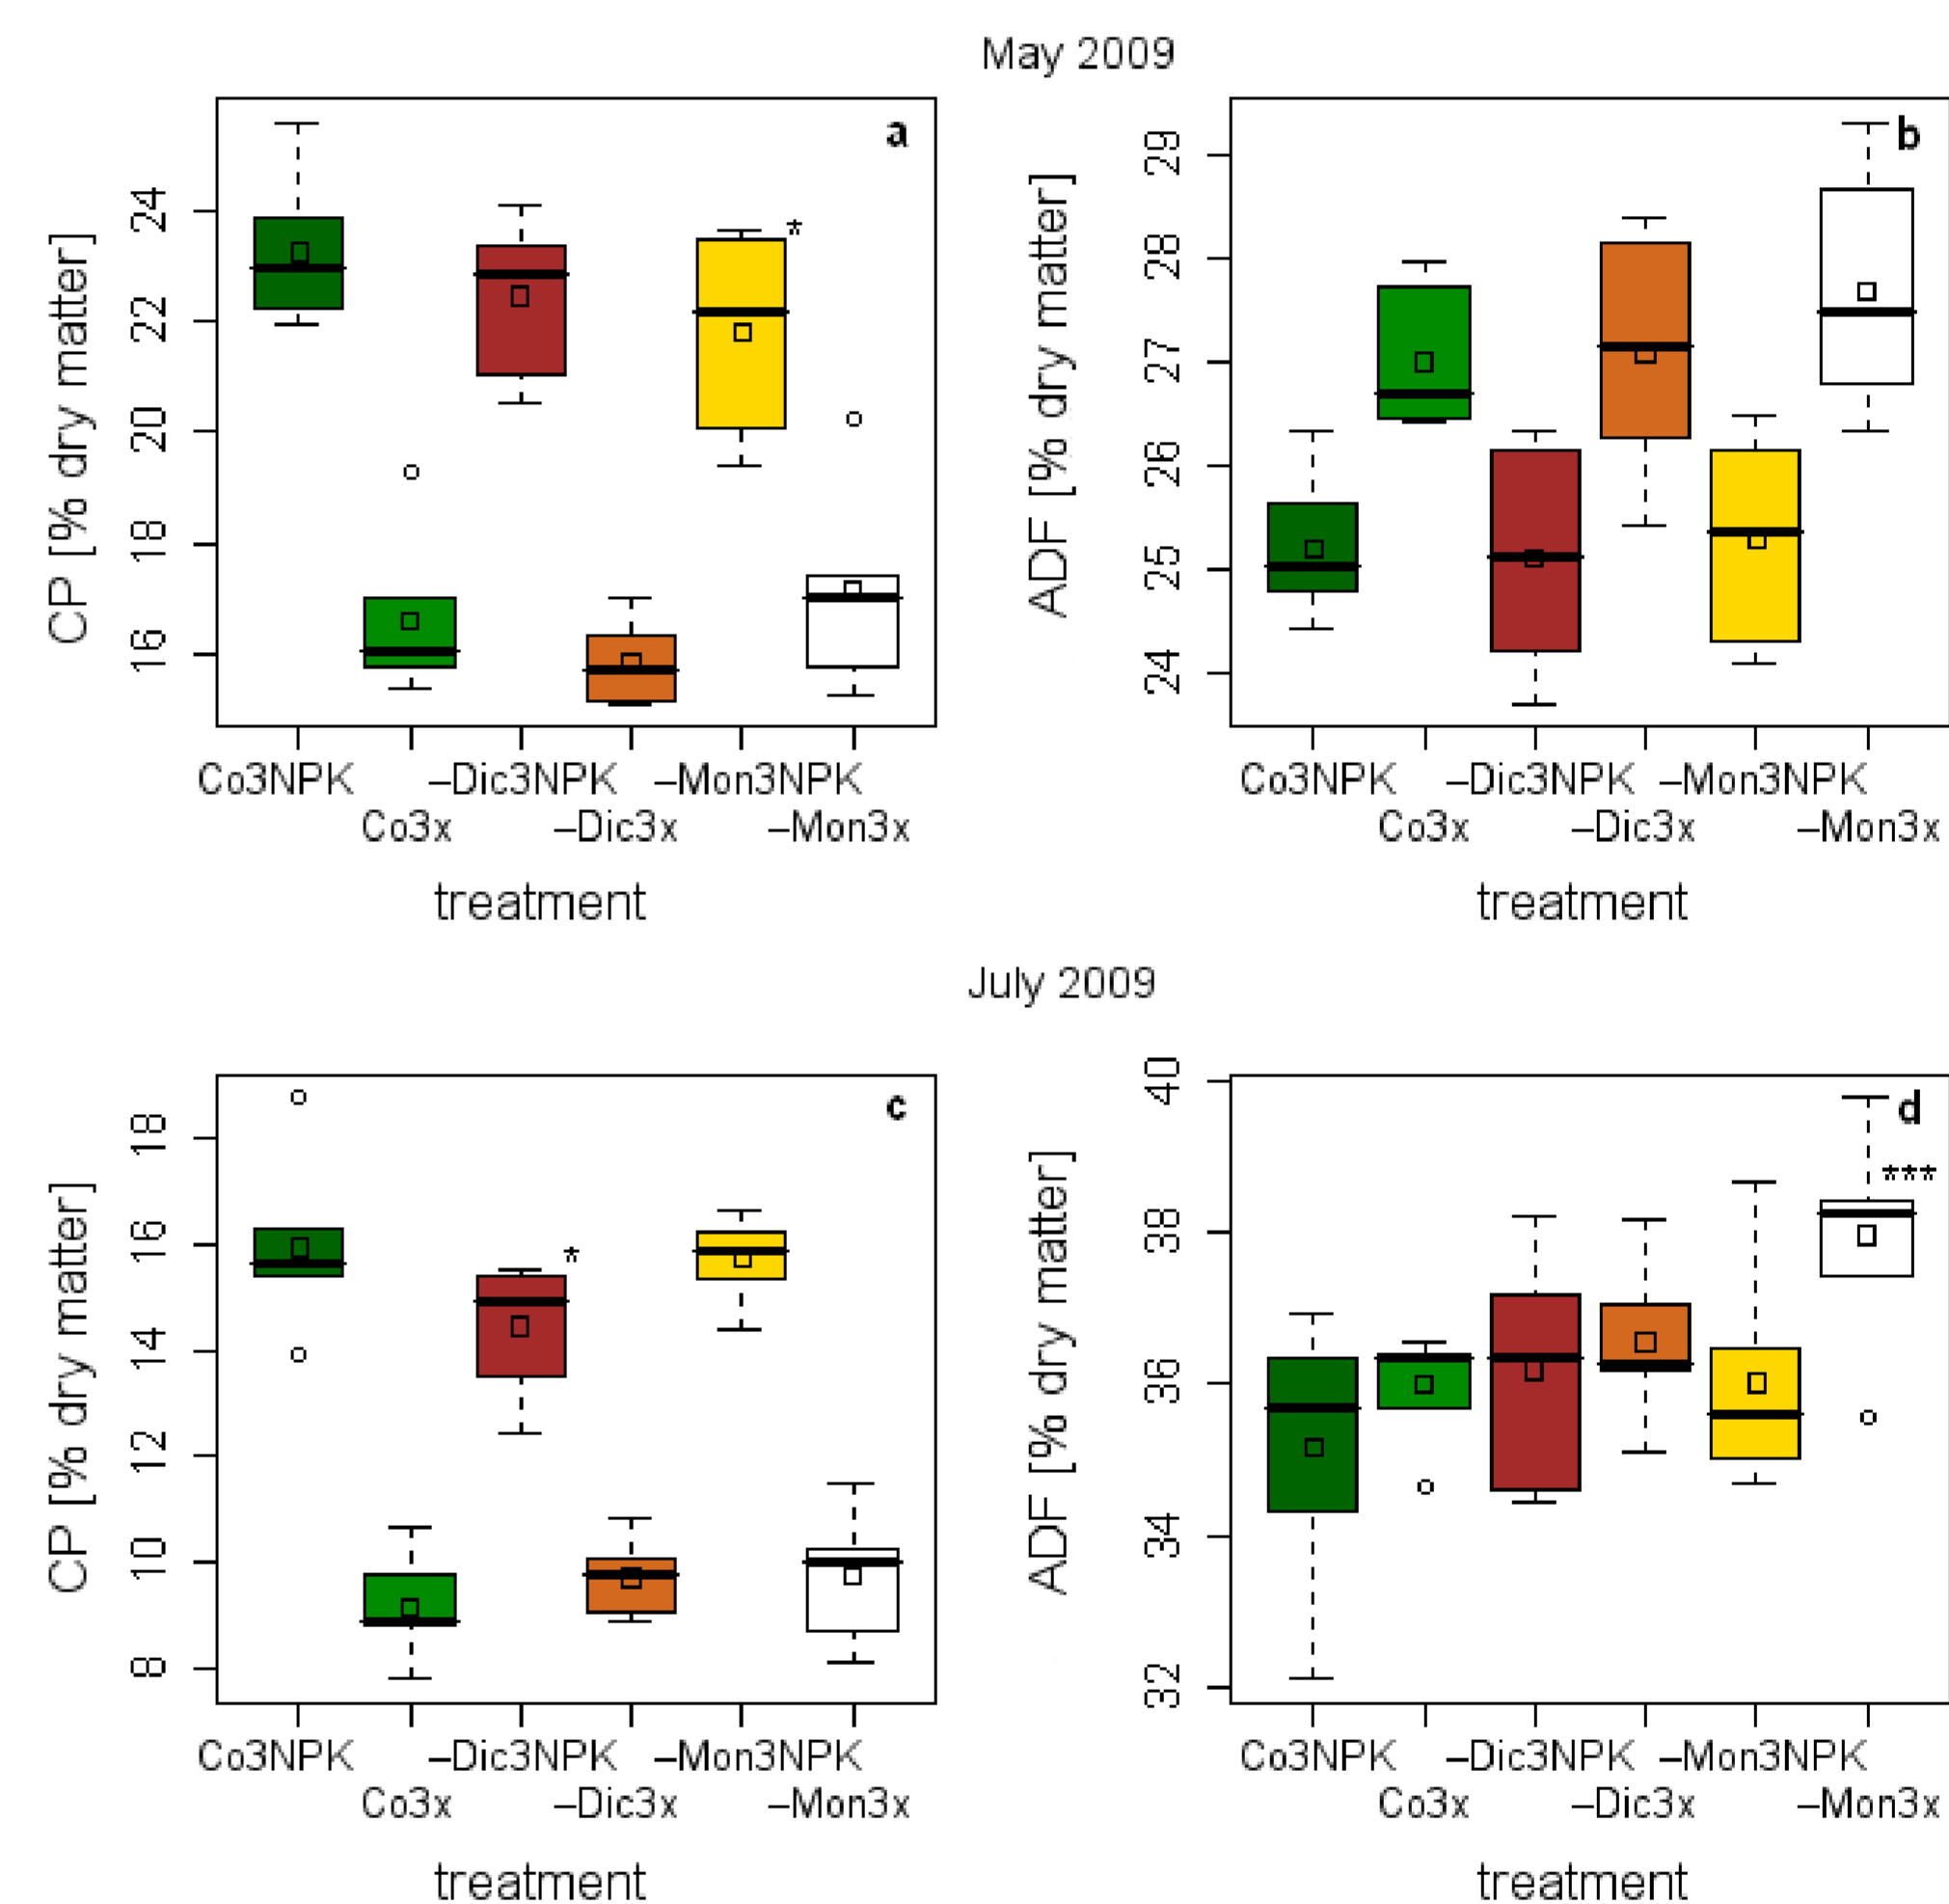 May 2009
a
CP [% dry matter]
24
22
20
18
16
Co3NPK –Dic3NPK –Mon3NPK
Co3x –Dic3x –Mon3x
treatment
*
b
ADF [% dry matter]
29
28
27
26
25
24
Co3NPK –Dic3NPK –Mon3NPK
Co3x –Dic3x –Mon3x
treatment
July 2009
c
CP [% dry matter]
18
16
14
12
10
8
*
Co3NPK –Dic3NPK –Mon3NPK
Co3x –Dic3x –Mon3x
treatment
d
ADF [% dry matter]
40
38
36
34
32
***
Co3NPK –Dic3NPK –Mon3NPK
Co3x –Dic3x –Mon3x
treatment